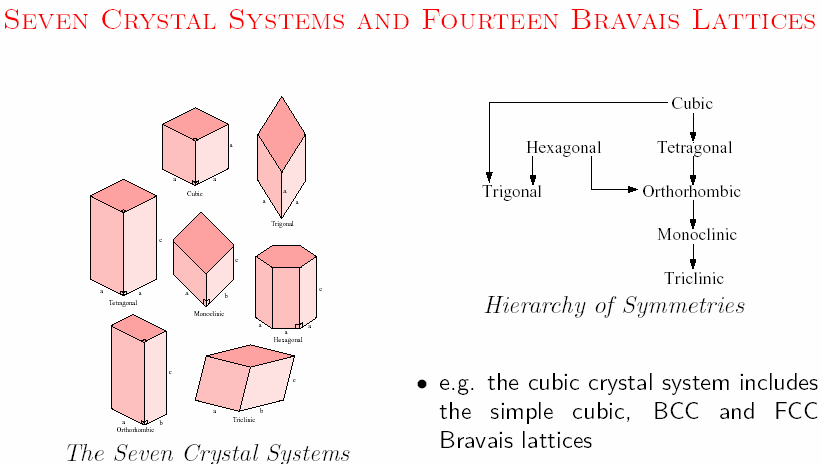 SEVEN CRYSTAL SYSTEMS AND FOURTEEN BRAVAIS LATTICES
a
a
a
Cubic
a
a
a
Trigonal
c
a
a
Tetragonal
c
a
b
Monoclinic
c
a
a
a
Hexagonal
c
a
b
Orthorhombic
c
a
b
Triclinic
The Seven Crystal Systems
Cubic
Hexagonal
Tetragonal
Trigonal
Orthorhombic
Monoclinic
Triclinic
Hierarchy of Symmetries
• e.g. the cubic crystal system includes
the simple cubic, BCC and FCC
Bravais lattices